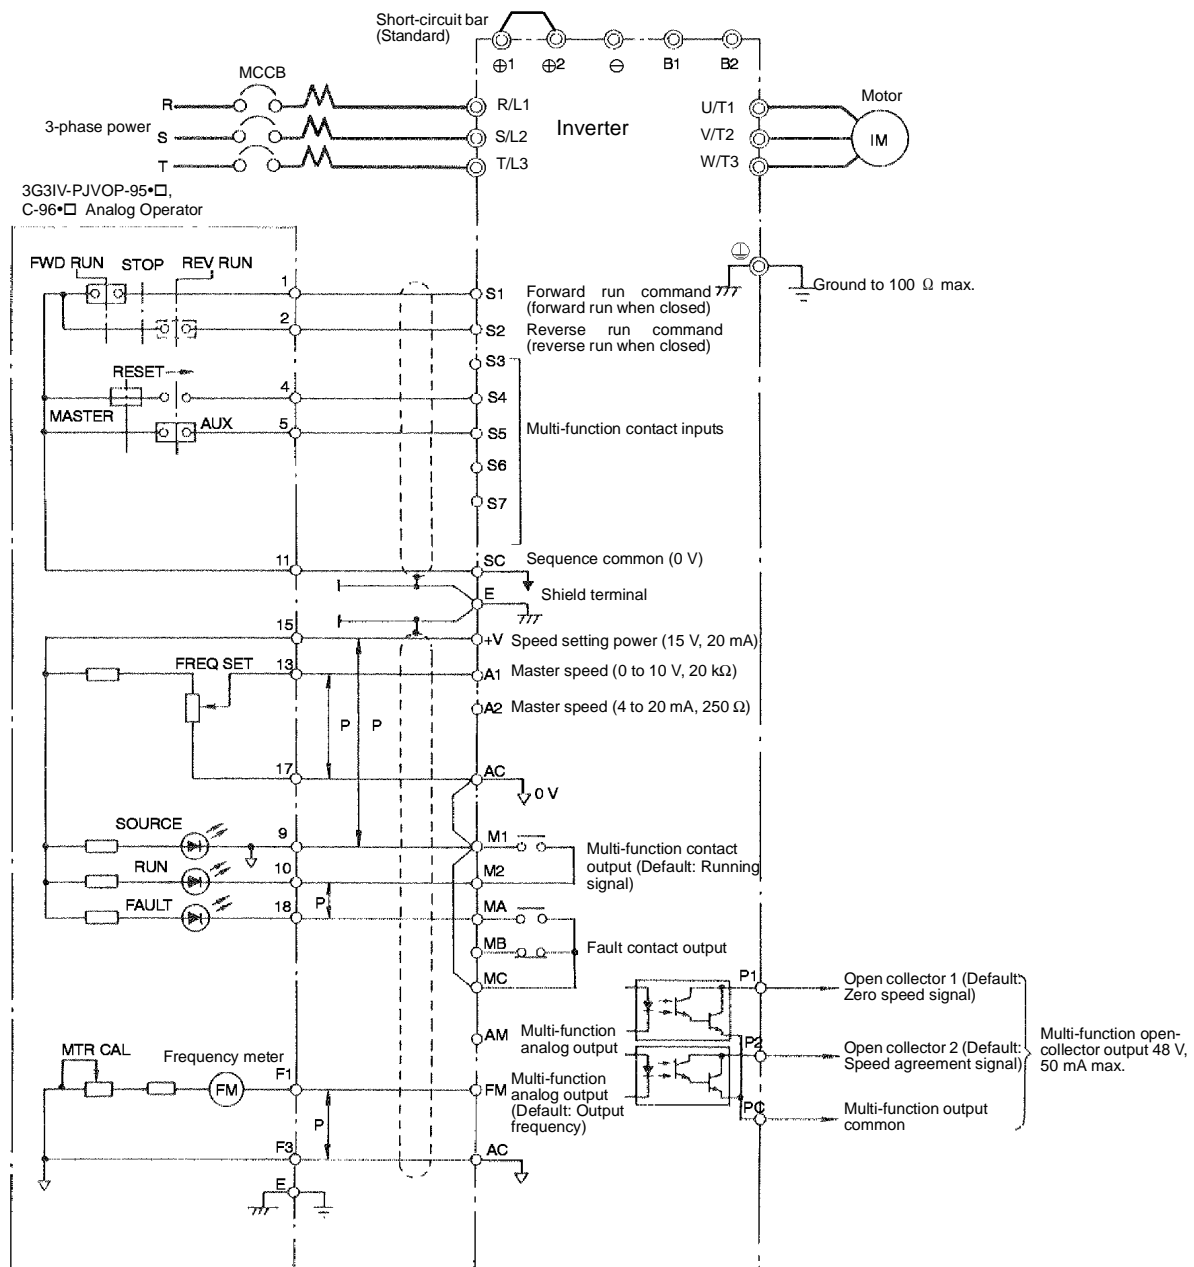 Short-circuit bar
(Standard)
⊕1 ⊕2 ⊖ B1 B2
MCCB
R R/L1 U/T1 Motor
3-phase power S S/L2 Inverter V/T2 IM
T T/L3 W/T3
3G3IV-PJVOP-95•□,
C-96•□ Analog Operator
FWD RUN STOP REV RUN
Ground to 100 Ω max.
1 S1 Forward run command
(forward run when closed)
2 S2 Reverse run command
(reverse run when closed)
S3
RESET
4 S4
MASTER AUX 5 S5 Multi-function contact inputs
S6
S7
11 SC Sequence common (0 V)
E Shield terminal
15 +V Speed setting power (15 V, 20 mA)
FREQ SET 13 A1 Master speed (0 to 10 V, 20 kΩ)
A2 Master speed (4 to 20 mA, 250 Ω)
P P
17 AC
0 V
SOURCE 9 M1 Multi-function contact
output (Default: Running
signal)
RUN 10 M2
P
FAULT 18 MA
MB Fault contact output
MC
P1 Open collector 1 (Default:
Zero speed signal)
AM Multi-function
analog output
P2 Open collector 2 (Default:
Speed agreement signal)
Multi-function open-
collector output 48 V,
50 mA max.
MTR CAL Frequency meter
FM F1 FM Multi-function
analog output
(Default: Output
frequency)
PC Multi-function output
common
P
F3 AC
E